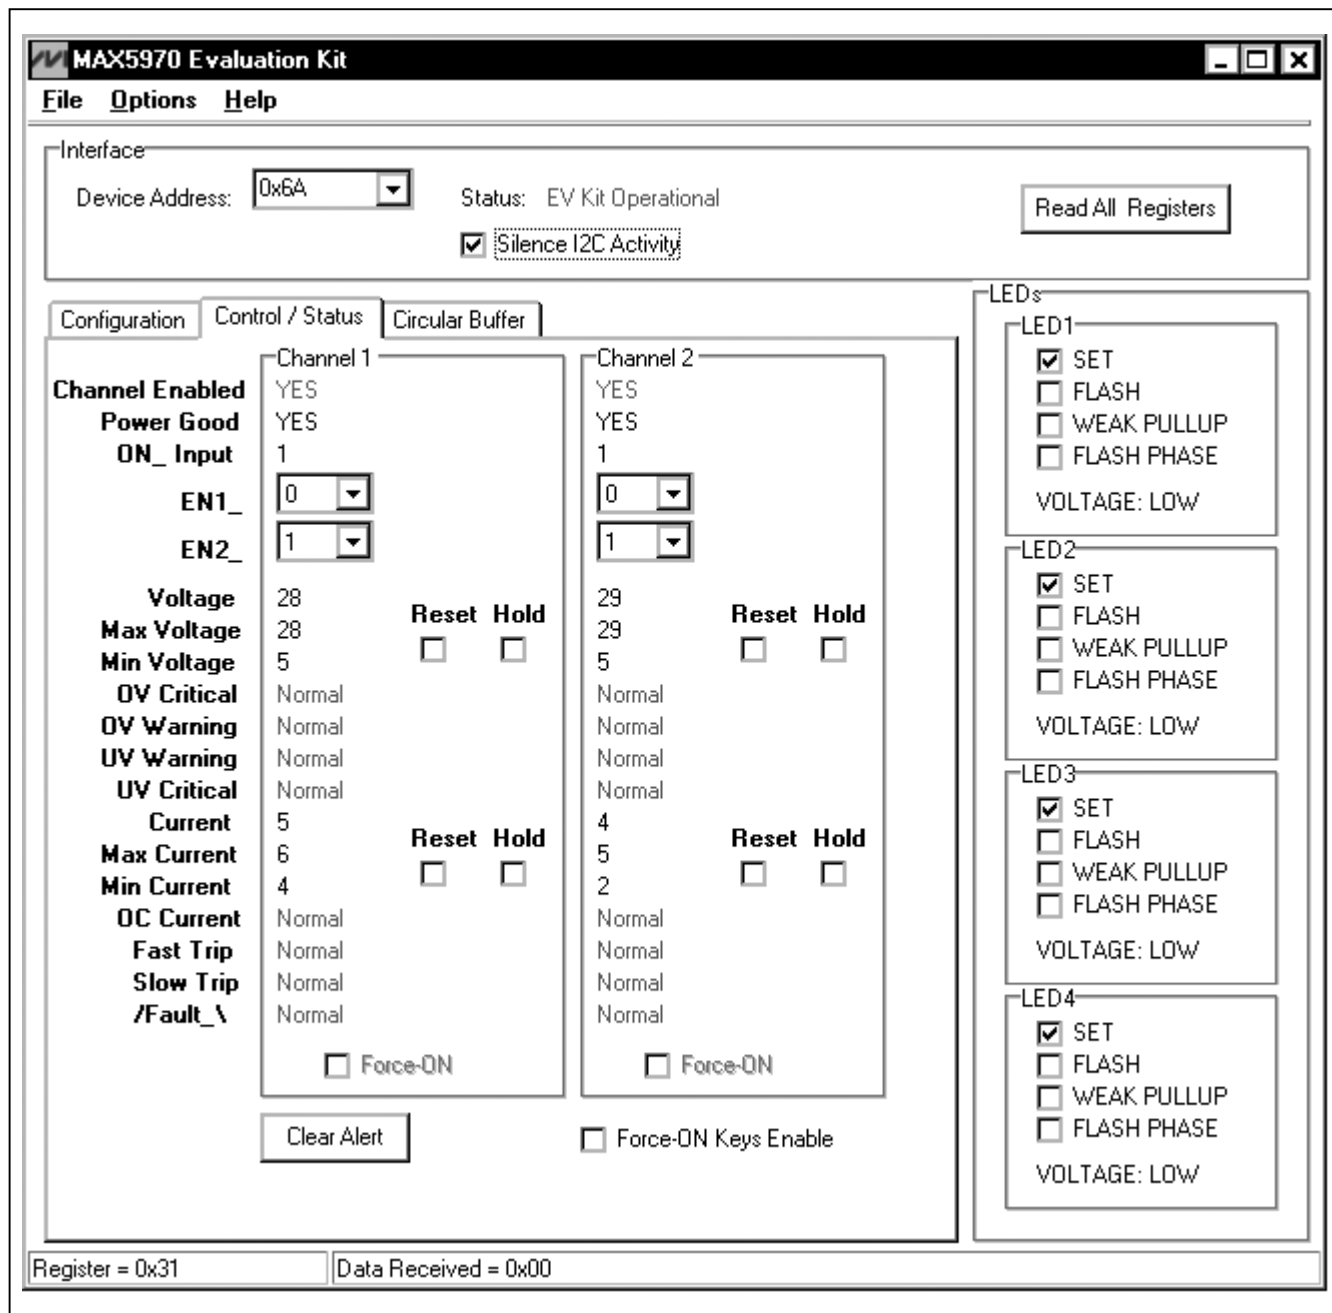 MAX5970 Evaluation Kit
File Options Help
Interface
Device Address: 0x6A Status: EV Kit Operational Read All Registers
Silence I2C Activity
Configuration Control / Status Circular Buffer
Channel 1 Channel 2
Channel Enabled YES YES
Power Good YES YES
ON_ Input 1 1
EN1_ 0 0
EN2_ 1 1
Voltage 28 29
Reset Hold Reset Hold
Max Voltage 28 29
Min Voltage 5 5
OV Critical Normal Normal
OV Warning Normal Normal
UV Warning Normal Normal
UV Critical Normal Normal
Current 5 4
Reset Hold Reset Hold
Max Current 6 5
Min Current 4 2
OC Current Normal Normal
Fast Trip Normal Normal
Slow Trip Normal Normal
/Fault_\ Normal Normal
Force-ON Force-ON
Clear Alert Force-ON Keys Enable
LEDs
LED1
SET
FLASH
WEAK PULLUP
FLASH PHASE
VOLTAGE: LOW
LED2
SET
FLASH
WEAK PULLUP
FLASH PHASE
VOLTAGE: LOW
LED3
SET
FLASH
WEAK PULLUP
FLASH PHASE
VOLTAGE: LOW
LED4
SET
FLASH
WEAK PULLUP
FLASH PHASE
VOLTAGE: LOW
Register = 0x31 Data Received = 0x00